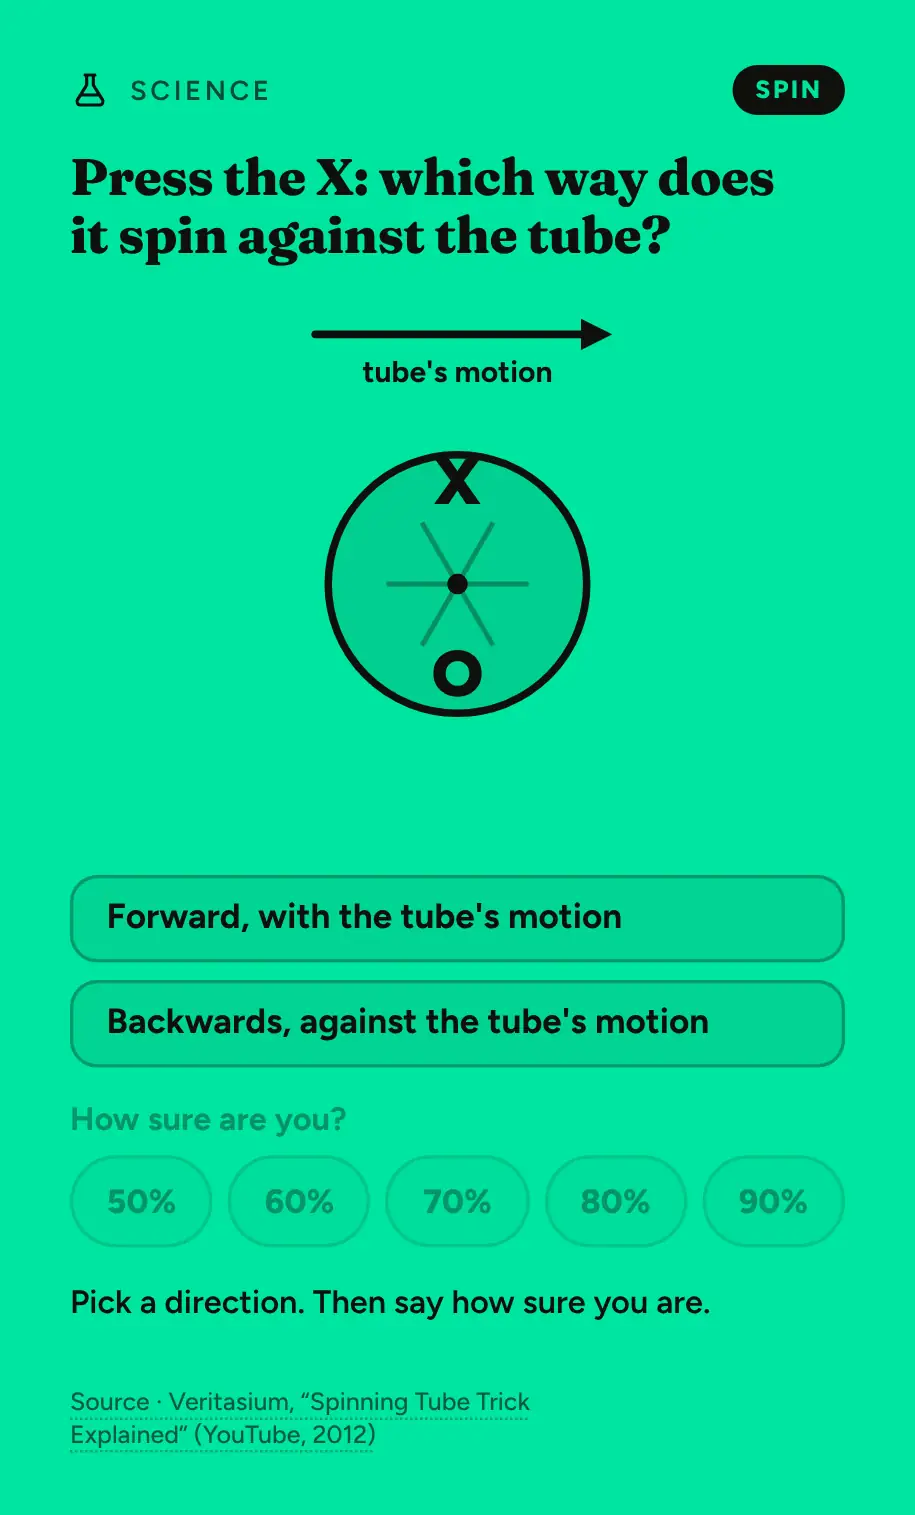 SCIENCE
SPIN
Press the X: which way does
it spin against the tube?
tube's motion
X
O
Forward, with the tube's motion
Backwards, against the tube's motion
How sure are you?
50% 60% 70% 80% 90%
Pick a direction. Then say how sure you are.
Source · Veritasium, “Spinning Tube Trick
Explained” (YouTube, 2012)